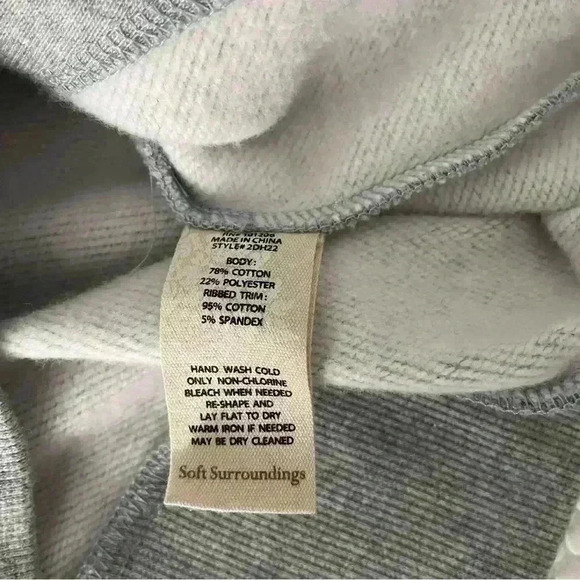 MADE IN CHINA
STYLE# 2DH22
BODY:
78% COTTON
22% POLYESTER
RIBBED TRIM:
95% COTTON
5% SPANDEX
HAND WASH COLD
ONLY NON-CHLORINE
BLEACH WHEN NEEDED
RE-SHAPE AND
LAY FLAT TO DRY
WARM IRON IF NEEDED
MAY BE DRY CLEANED
Soft Surroundings